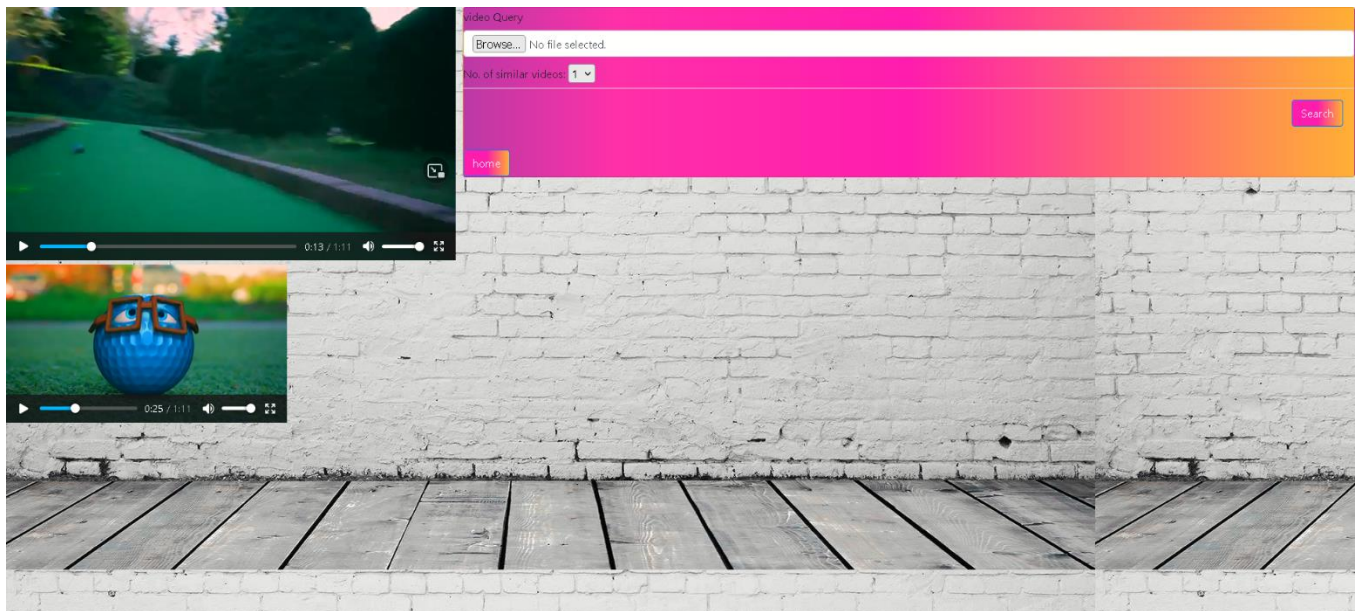 video Query
Browse... No file selected.
No. of similar videos: 1
Search
home
0:13 / 1:11
0:25 / 1:11